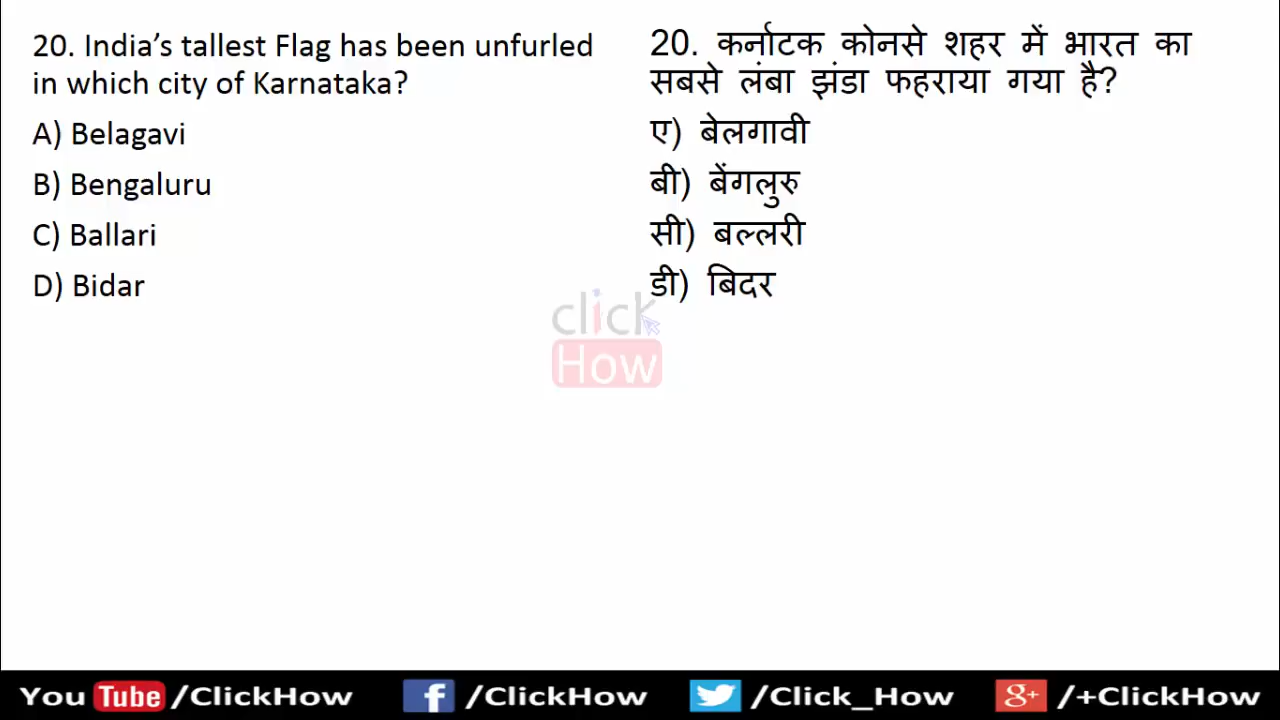 20. India’s tallest Flag has been unfurled
in which city of Karnataka?
A) Belagavi
B) Bengaluru
C) Ballari
D) Bidar
20. कर्नाटक कोनसे शहर में भारत का
सबसे लंबा झंडा फहराया गया है?
ए) बेलगावी
बी) बेंगलुरु
सी) बल्लरी
डी) बिदर
click
How
You Tube /ClickHow f /ClickHow /Click_How g+ /+ClickHow